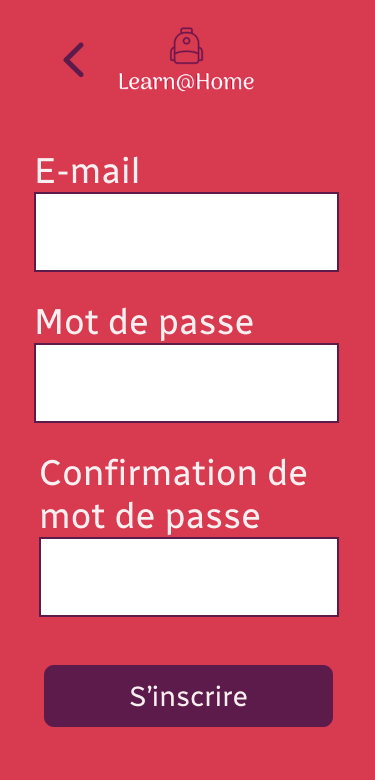 Learn@Home
E-mail
Mot de passe
Confirmation de
mot de passe
S’inscrire